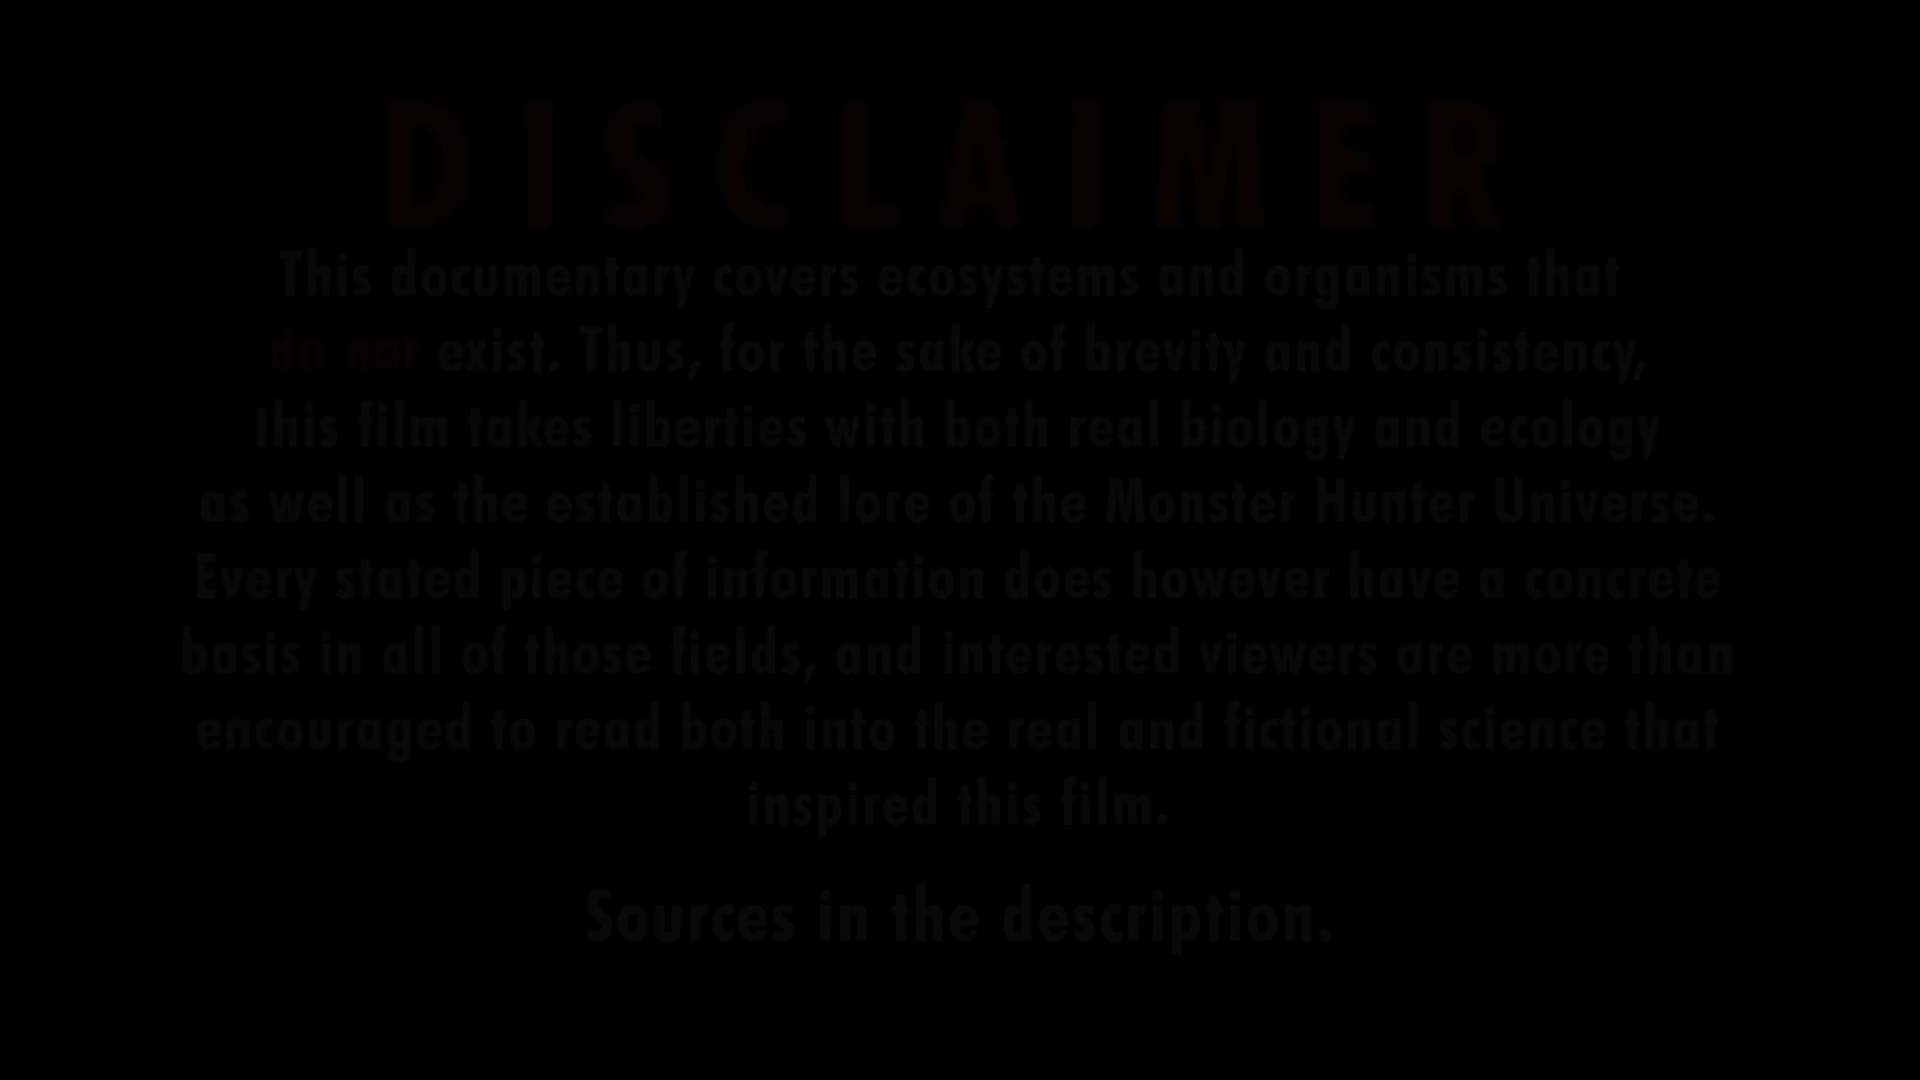 DISCLAIMER
This documentary covers ecosystems and organisms that
do not exist. Thus, for the sake of brevity and consistency,
this film takes liberties with both real biology and ecology
as well as the established lore of the Monster Hunter Universe.
Every stated piece of information does however have a concrete
basis in all of those fields, and interested viewers are more than
encouraged to read both into the real and fictional science that
inspired this film.
Sources in the description.